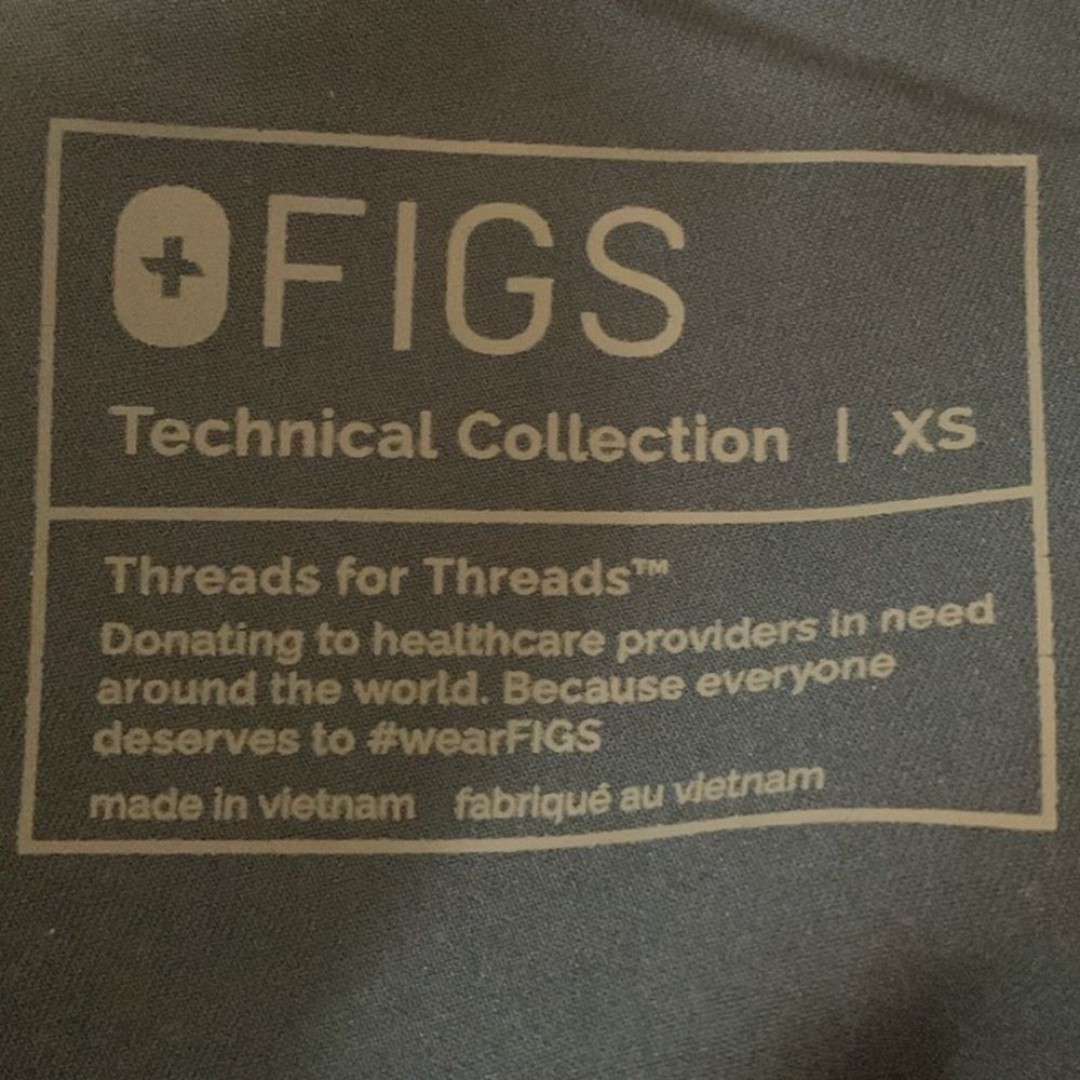 FIGS
Technical Collection | XS
Threads for Threads™
Donating to healthcare providers in need
around the world. Because everyone
deserves to #wearFIGS
made in vietnam fabriqué au vietnam